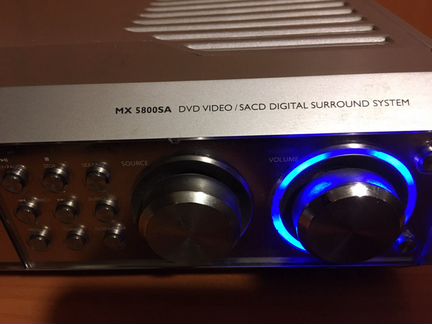 MX 5800SA DVD VIDEO / SACD DIGITAL SURROUND SYSTEM
SOURCE VOLUME